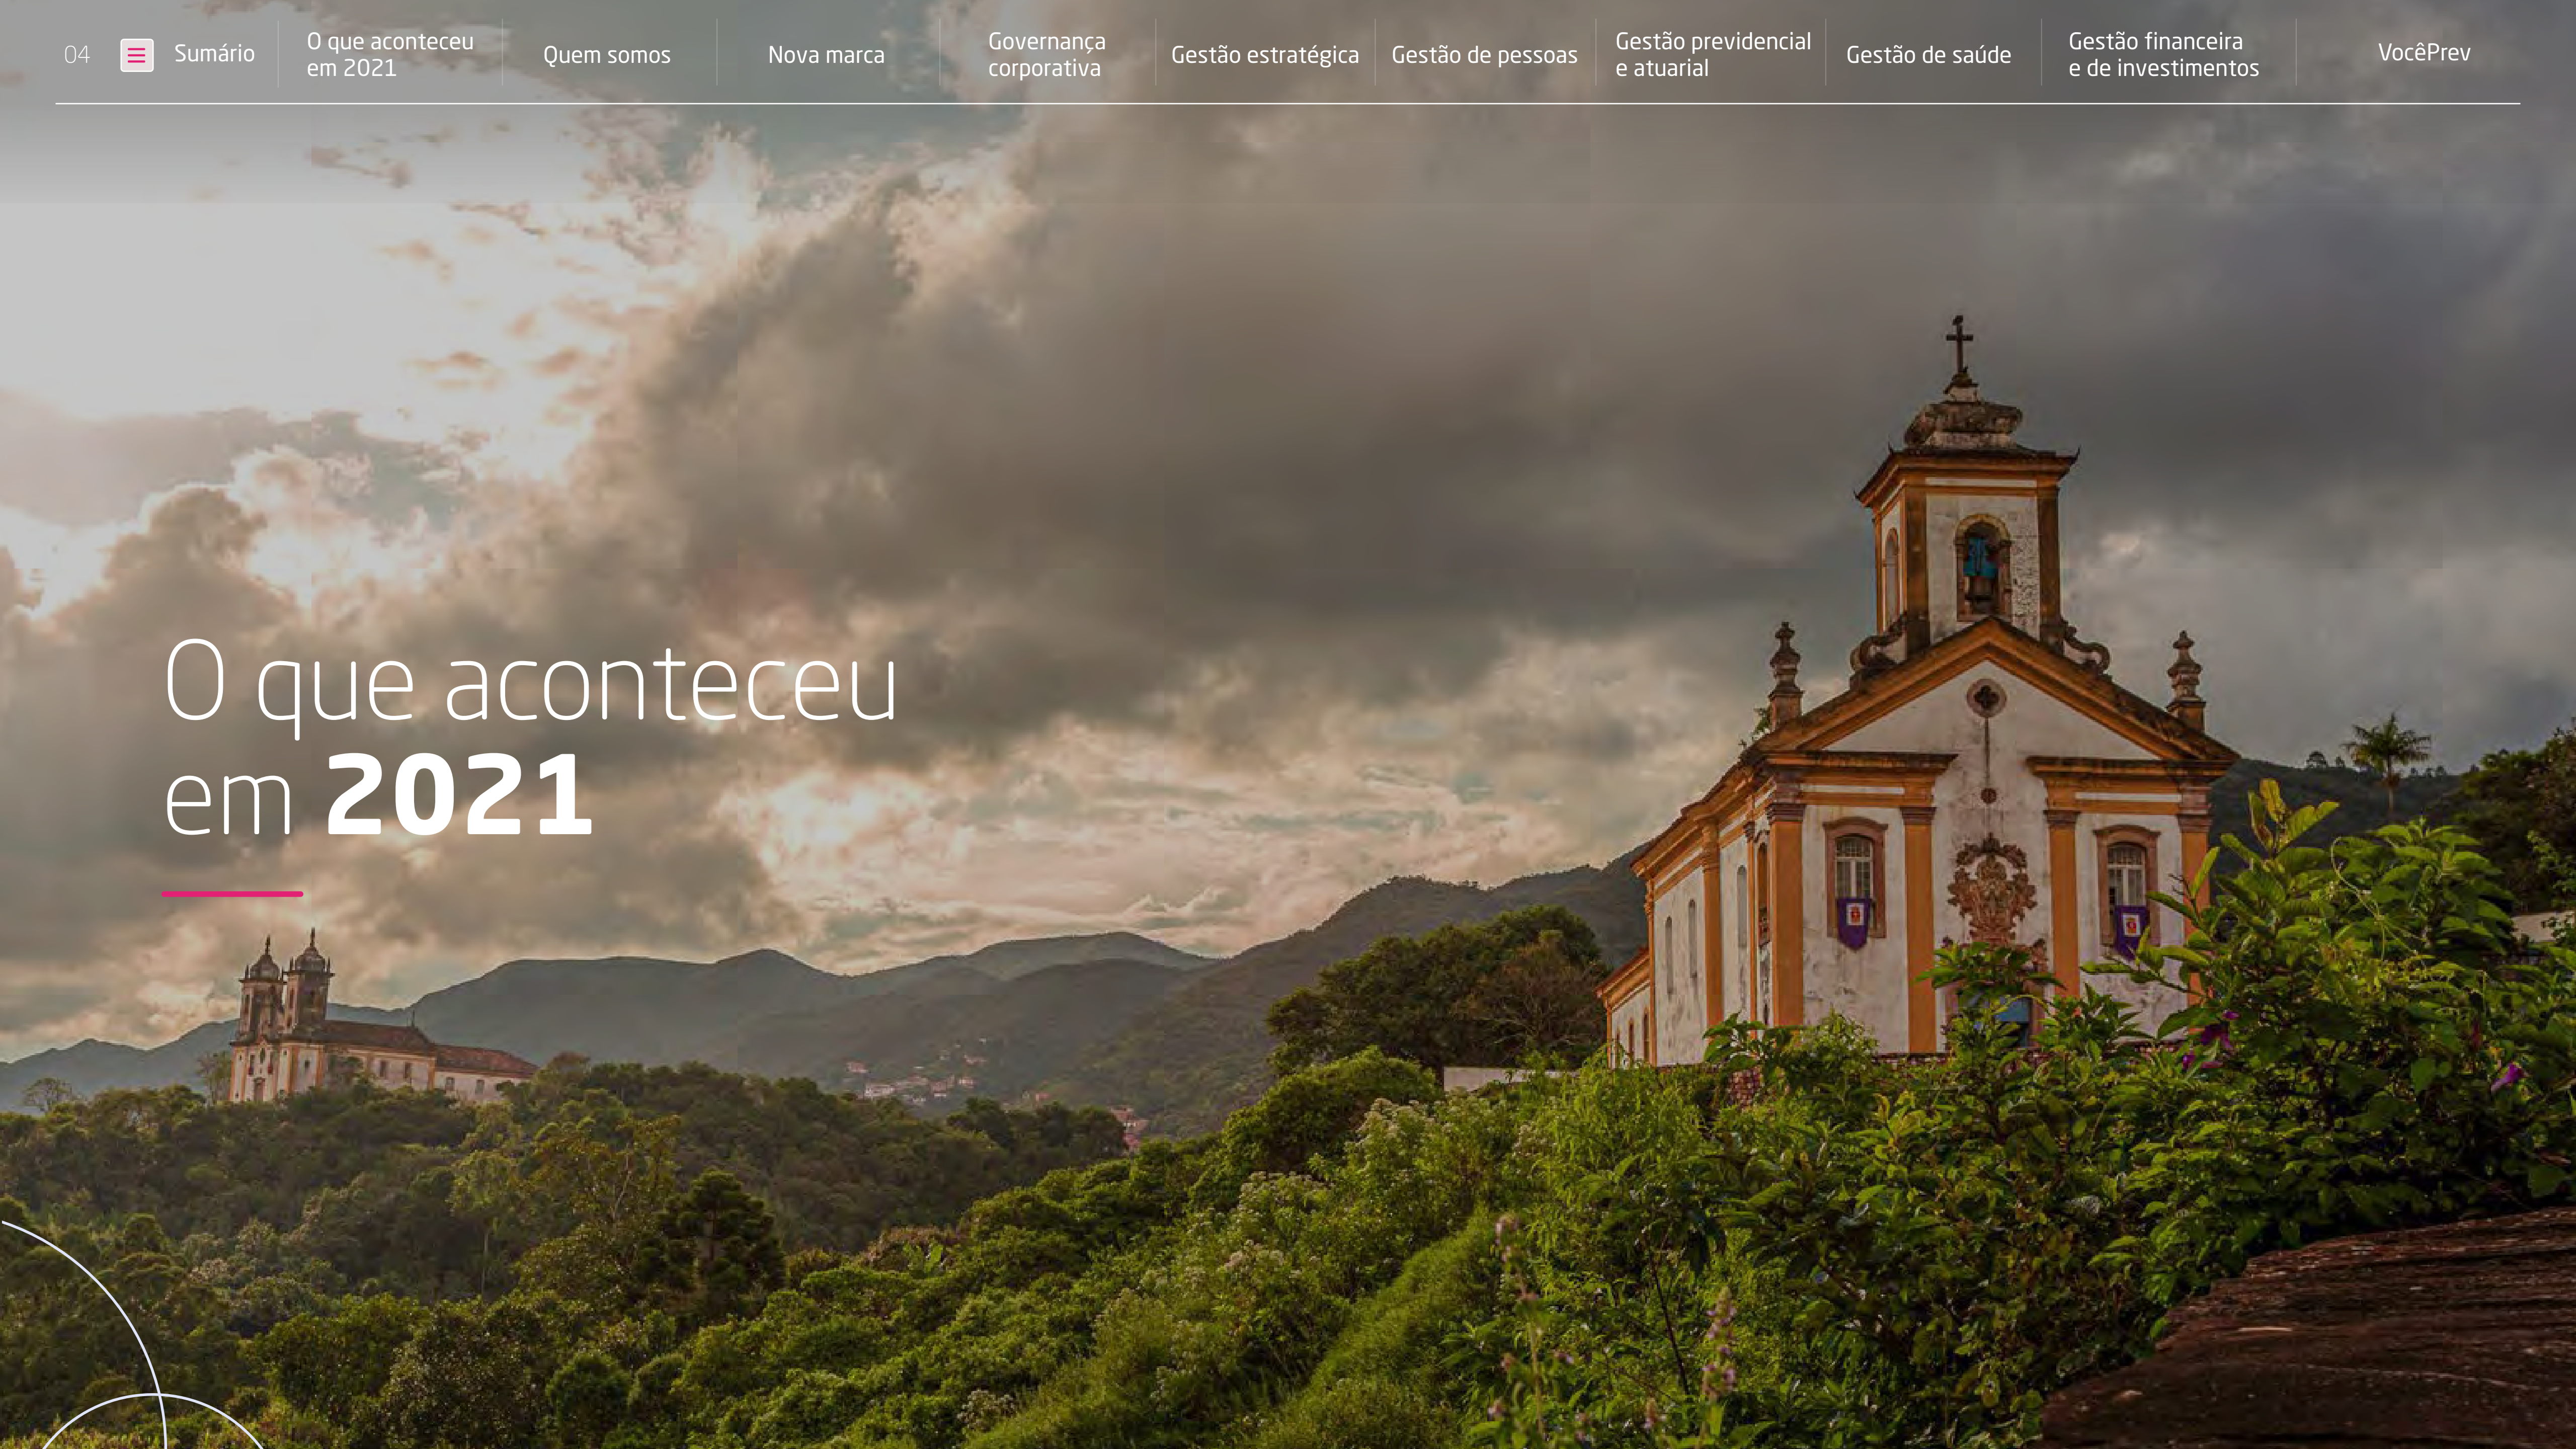 04
Sumário
O que aconteceu
em 2021
Quem somos
Nova marca
Governança
corporativa
Gestão estratégica
Gestão de pessoas
Gestão previdencial
e atuarial
Gestão de saúde
Gestão financeira
e de investimentos
VocêPrev
O que aconteceu
em 2021